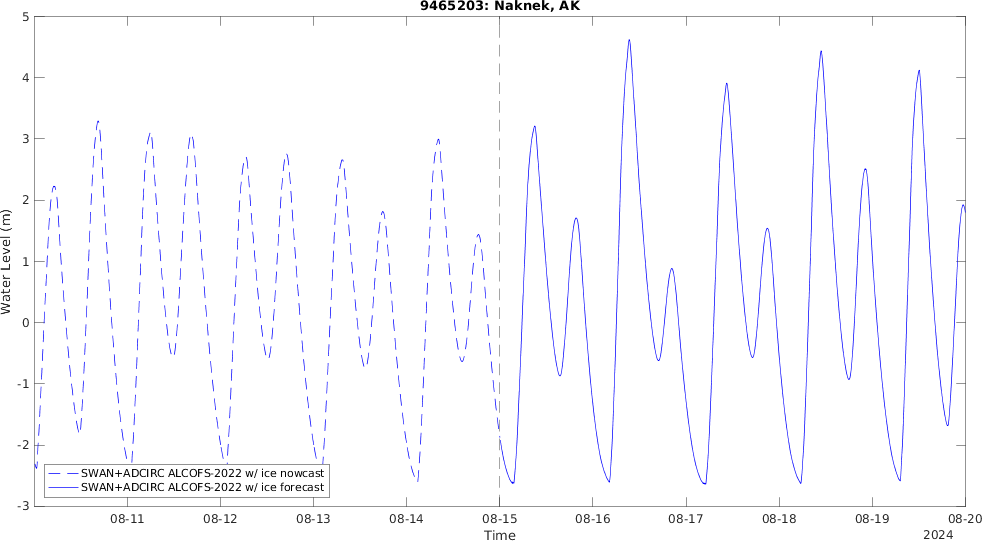 9465203: Naknek, AK
5
4
3
2
1
0
-1
-2
-3
Water Level (m)
SWAN+ADCIRC ALCOFS-2022 w/ ice nowcast
SWAN+ADCIRC ALCOFS-2022 w/ ice forecast
08-11 08-12 08-13 08-14 08-15 08-16 08-17 08-18 08-19 08-20
Time
2024